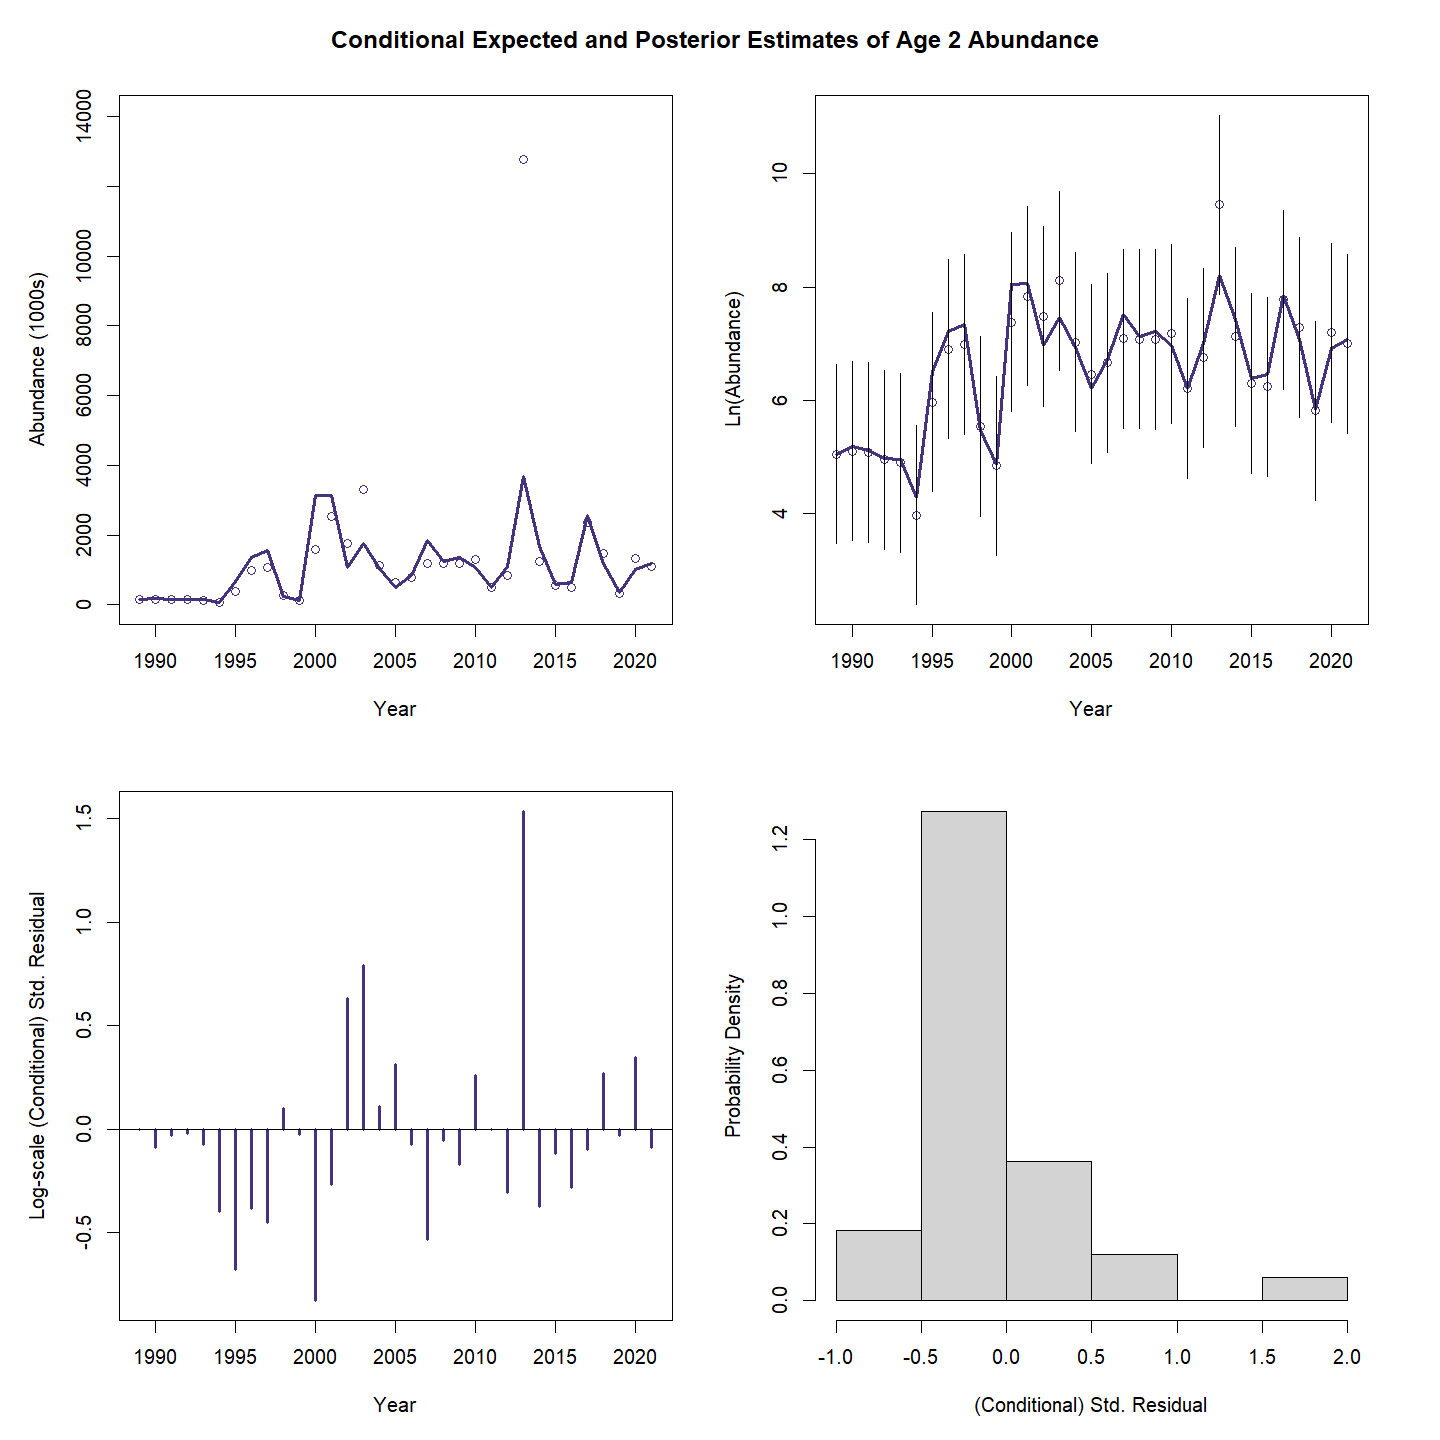 Conditional Expected and Posterior Estimates of Age 2 Abundance
Abundance (1000s)
14000
10000
8000
6000
4000
2000
0
1990 1995 2000 2005 2010 2015 2020
Year
Ln(Abundance)
10
8
6
4
1990 1995 2000 2005 2010 2015 2020
Year
Log-scale (Conditional) Std. Residual
1.5
1.0
0.5
0.0
-0.5
1990 1995 2000 2005 2010 2015 2020
Year
Probability Density
1.2
1.0
0.8
0.6
0.4
0.2
0.0
-1.0 -0.5 0.0 0.5 1.0 1.5 2.0
(Conditional) Std. Residual